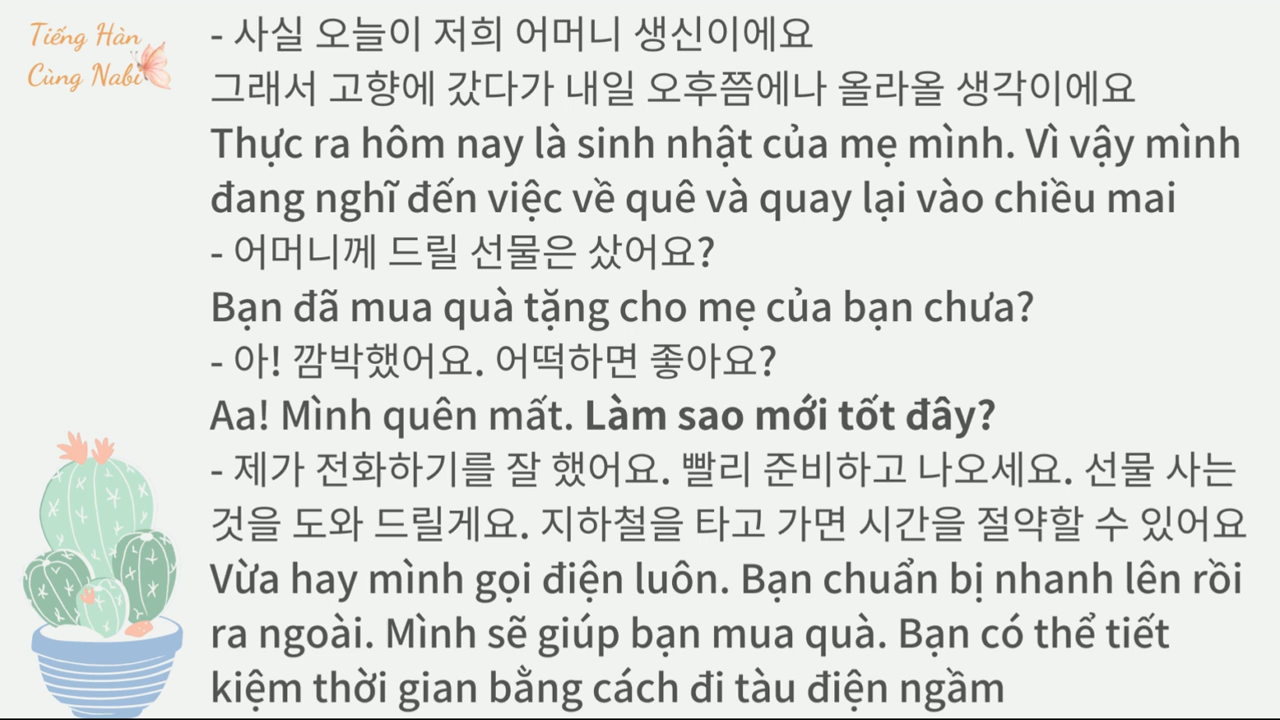 Tiếng Hàn
Cùng Nabi
- 사실 오늘이 저희 어머니 생신이에요
그래서 고향에 갔다가 내일 오후쯤에나 올라올 생각이에요
Thực ra hôm nay là sinh nhật của mẹ mình. Vì vậy mình
đang nghĩ đến việc về quê và quay lại vào chiều mai
- 어머니께 드릴 선물은 샀어요?
Bạn đã mua quà tặng cho mẹ của bạn chưa?
- 아! 깜박했어요. 어떡하면 좋아요?
Aa! Mình quên mất. Làm sao mới tốt đây?
- 제가 전화하기를 잘 했어요. 빨리 준비하고 나오세요. 선물 사는
것을 도와 드릴게요. 지하철을 타고 가면 시간을 절약할 수 있어요
Vừa hay mình gọi điện luôn. Bạn chuẩn bị nhanh lên rồi
ra ngoài. Mình sẽ giúp bạn mua quà. Bạn có thể tiết
kiệm thời gian bằng cách đi tàu điện ngầm